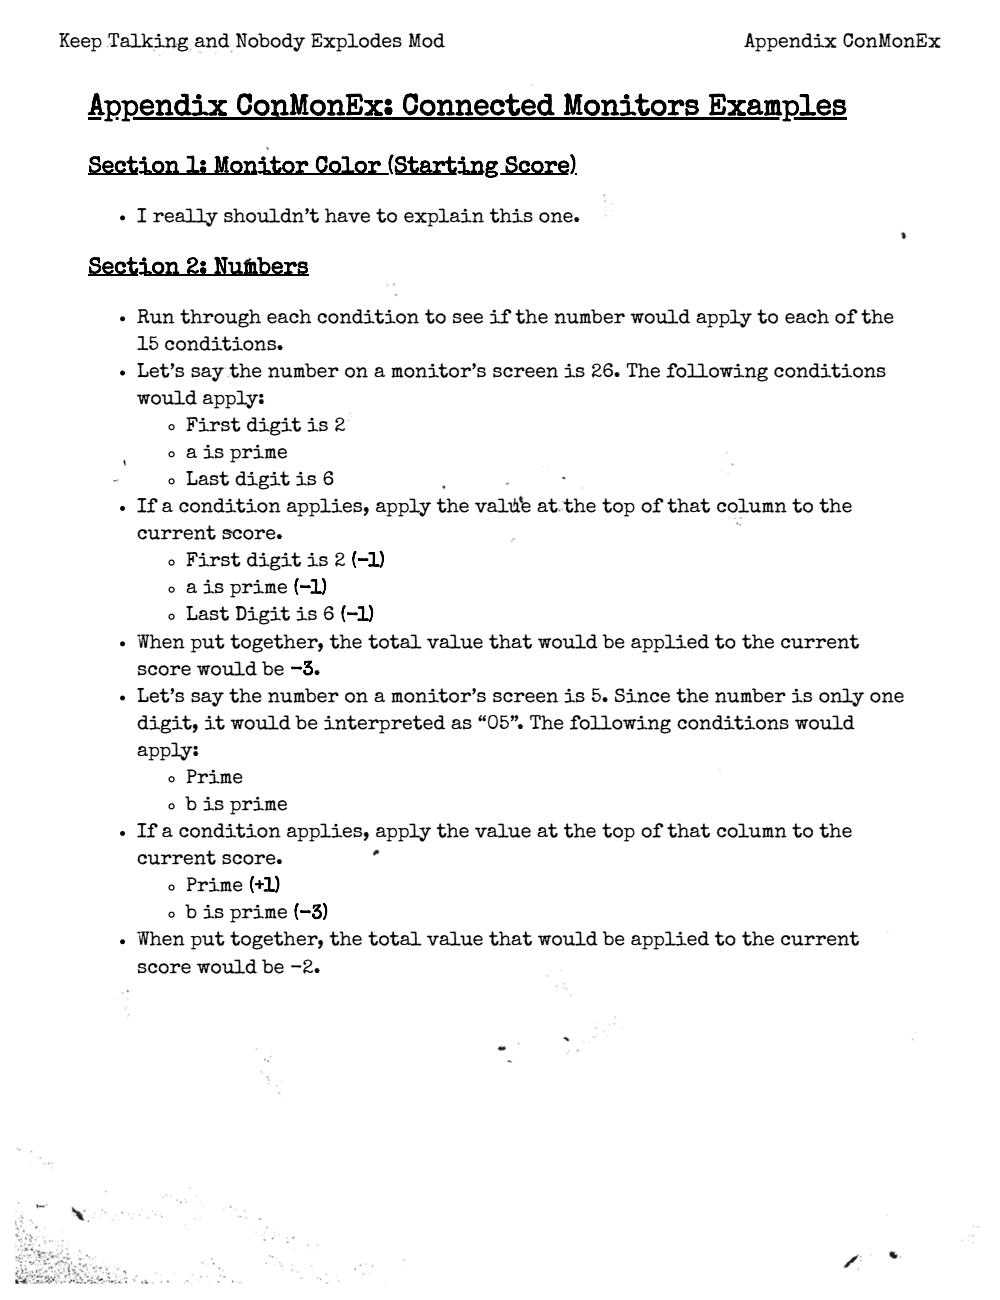 Keep Talking and Nobody Explodes Mod
Appendix ConMonEx
Appendix ConMonEx: Connected Monitors Examples
Section 1: Monitor Color (Starting Score)
• I really shouldn't have to explain this one.
Section 2: Numbers
• Run through each condition to see if the number would apply to each of the
15 conditions.
• Let's say the number on a monitor's screen is 26. The following conditions
would apply:
◦ First digit is 2
◦ a is prime
◦ Last digit is 6
• If a condition applies, apply the value at the top of that column to the
current score.
◦ First digit is 2 (-1)
◦ a is prime (-1)
◦ Last Digit is 6 (-1)
• When put together, the total value that would be applied to the current
score would be -3.
• Let's say the number on a monitor's screen is 5. Since the number is only one
digit, it would be interpreted as “05”. The following conditions would
apply:
◦ Prime
◦ b is prime
• If a condition applies, apply the value at the top of that column to the
current score.
◦ Prime (+1)
◦ b is prime (-3)
• When put together, the total value that would be applied to the current
score would be -2.